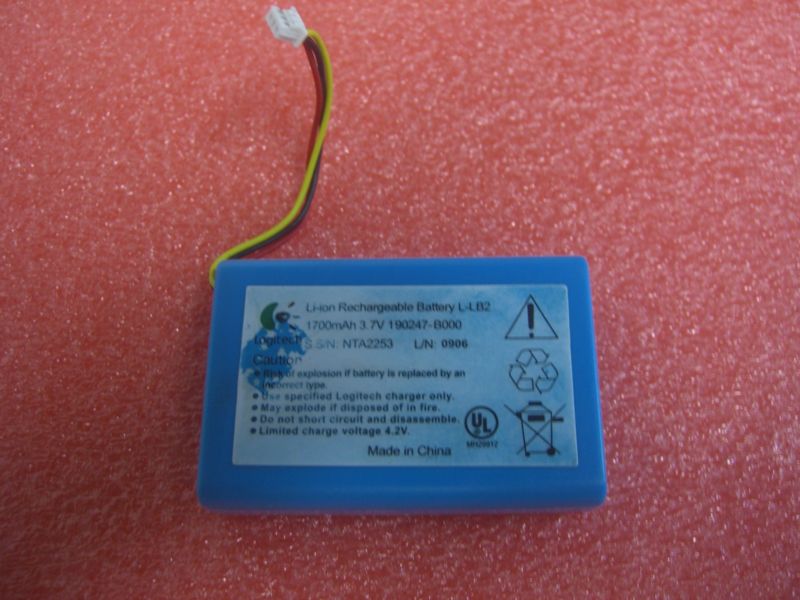 Li-ion Rechargeable Battery L-LB2
1700mAh 3.7V 190247-B000
Logitech S.S/N: NTA2253 L/N: 0906
Caution
• Risk of explosion if battery is replaced by an
incorrect type.
• Use specified Logitech charger only.
• May explode if disposed of in fire.
• Do not short circuit and disassemble.
• Limited charge voltage 4.2V.
UL
Made in China